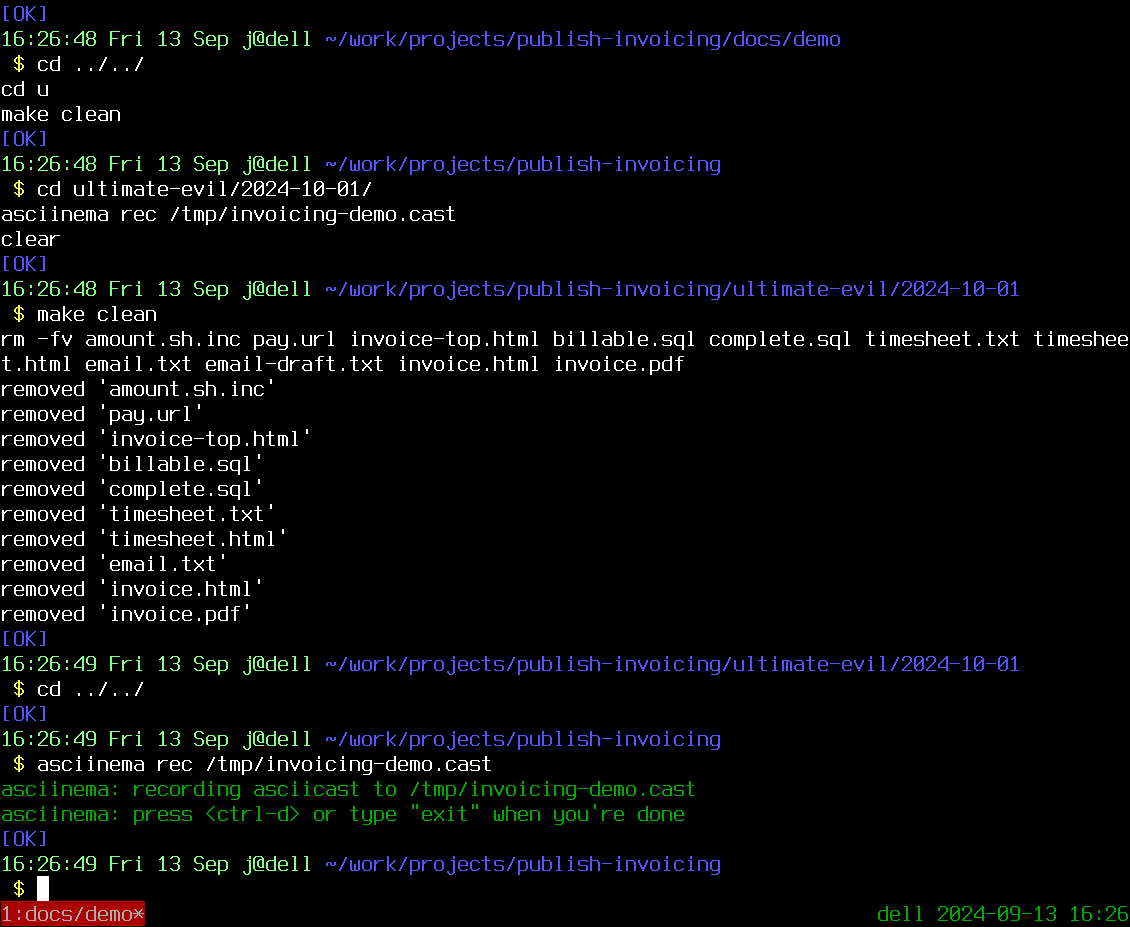 [OK]
16:26:48 Fri 13 Sep j@dell ~/work/projects/publish-invoicing/docs/demo
$ cd ../../
cd u
make clean
[OK]
16:26:48 Fri 13 Sep j@dell ~/work/projects/publish-invoicing
$ cd ultimate-evil/2024-10-01/
asciinema rec /tmp/invoicing-demo.cast
clear
[OK]
16:26:48 Fri 13 Sep j@dell ~/work/projects/publish-invoicing/ultimate-evil/2024-10-01
$ make clean
rm -fv amount.sh.inc pay.url invoice-top.html billable.sql complete.sql timesheet.txt timeshee
t.html email.txt email-draft.txt invoice.html invoice.pdf
removed 'amount.sh.inc'
removed 'pay.url'
removed 'invoice-top.html'
removed 'billable.sql'
removed 'complete.sql'
removed 'timesheet.txt'
removed 'timesheet.html'
removed 'email.txt'
removed 'invoice.html'
removed 'invoice.pdf'
[OK]
16:26:49 Fri 13 Sep j@dell ~/work/projects/publish-invoicing/ultimate-evil/2024-10-01
$ cd ../../
[OK]
16:26:49 Fri 13 Sep j@dell ~/work/projects/publish-invoicing
$ asciinema rec /tmp/invoicing-demo.cast
asciinema: recording asciicast to /tmp/invoicing-demo.cast
asciinema: press <ctrl-d> or type "exit" when you're done
[OK]
16:26:49 Fri 13 Sep j@dell ~/work/projects/publish-invoicing
$
1:docs/demo* dell 2024-09-13 16:26